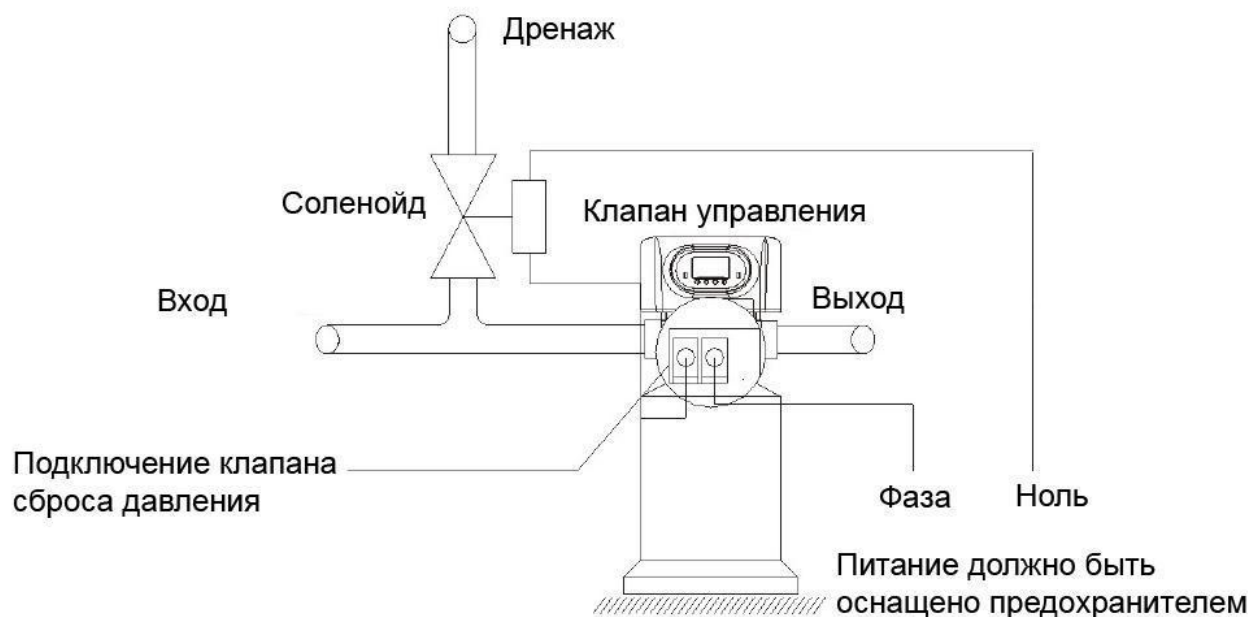 Дренаж
Соленойд
Клапан управления
Вход
Выход
Подключение клапана
сброса давления
Фаза
Ноль
Питание должно быть
оснащено предохранителем